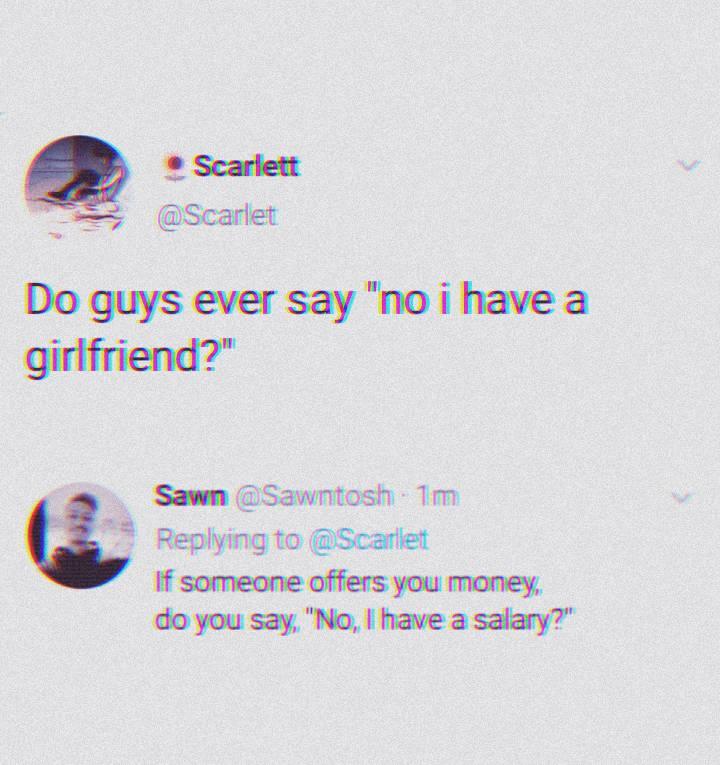 Scarlett
@Scarlet
Do guys ever say "no i have a
girlfriend?"
Sawn @Sawntosh · 1m
Replying to @Scarlet
If someone offers you money,
do you say, "No, I have a salary?"